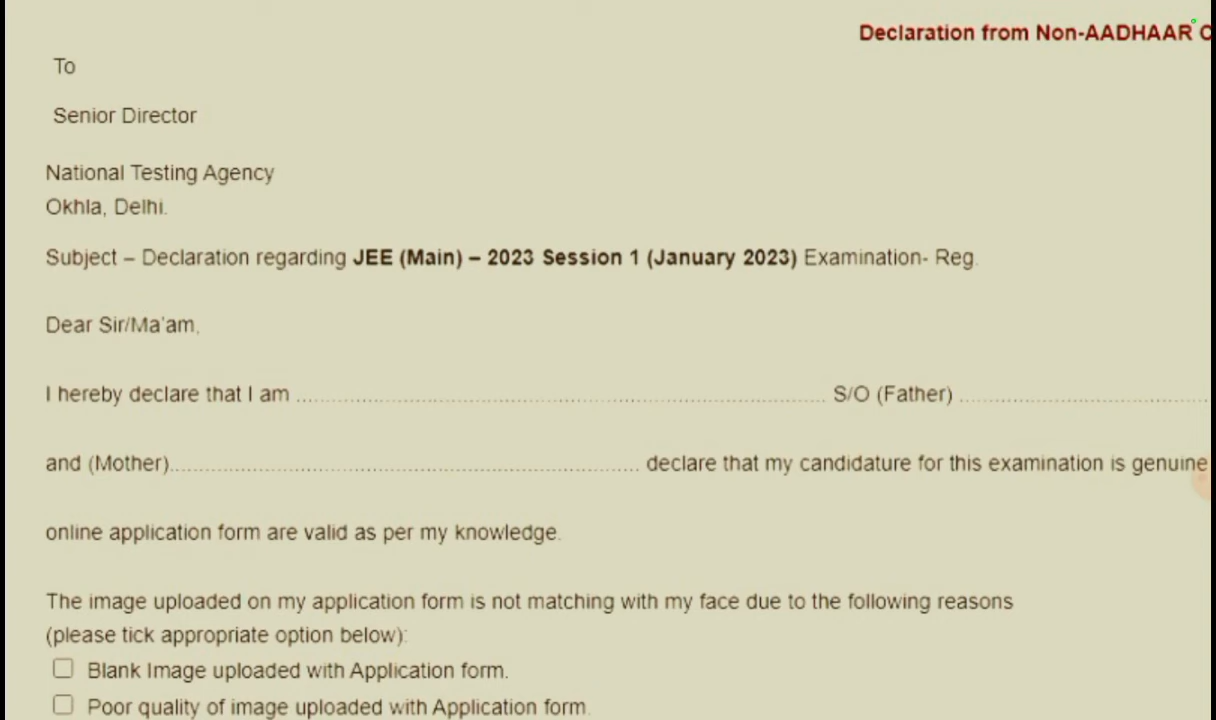 Declaration from Non-AADHAAR
To
Senior Director
National Testing Agency
Okhla, Delhi.
Subject – Declaration regarding JEE (Main) – 2023 Session 1 (January 2023) Examination- Reg.
Dear Sir/Ma'am,
I hereby declare that I am ........................................ S/O (Father) ....................
and (Mother)........................................ declare that my candidature for this examination is genuine
online application form are valid as per my knowledge.
The image uploaded on my application form is not matching with my face due to the following reasons
(please tick appropriate option below):
Blank Image uploaded with Application form.
Poor quality of image uploaded with Application form.